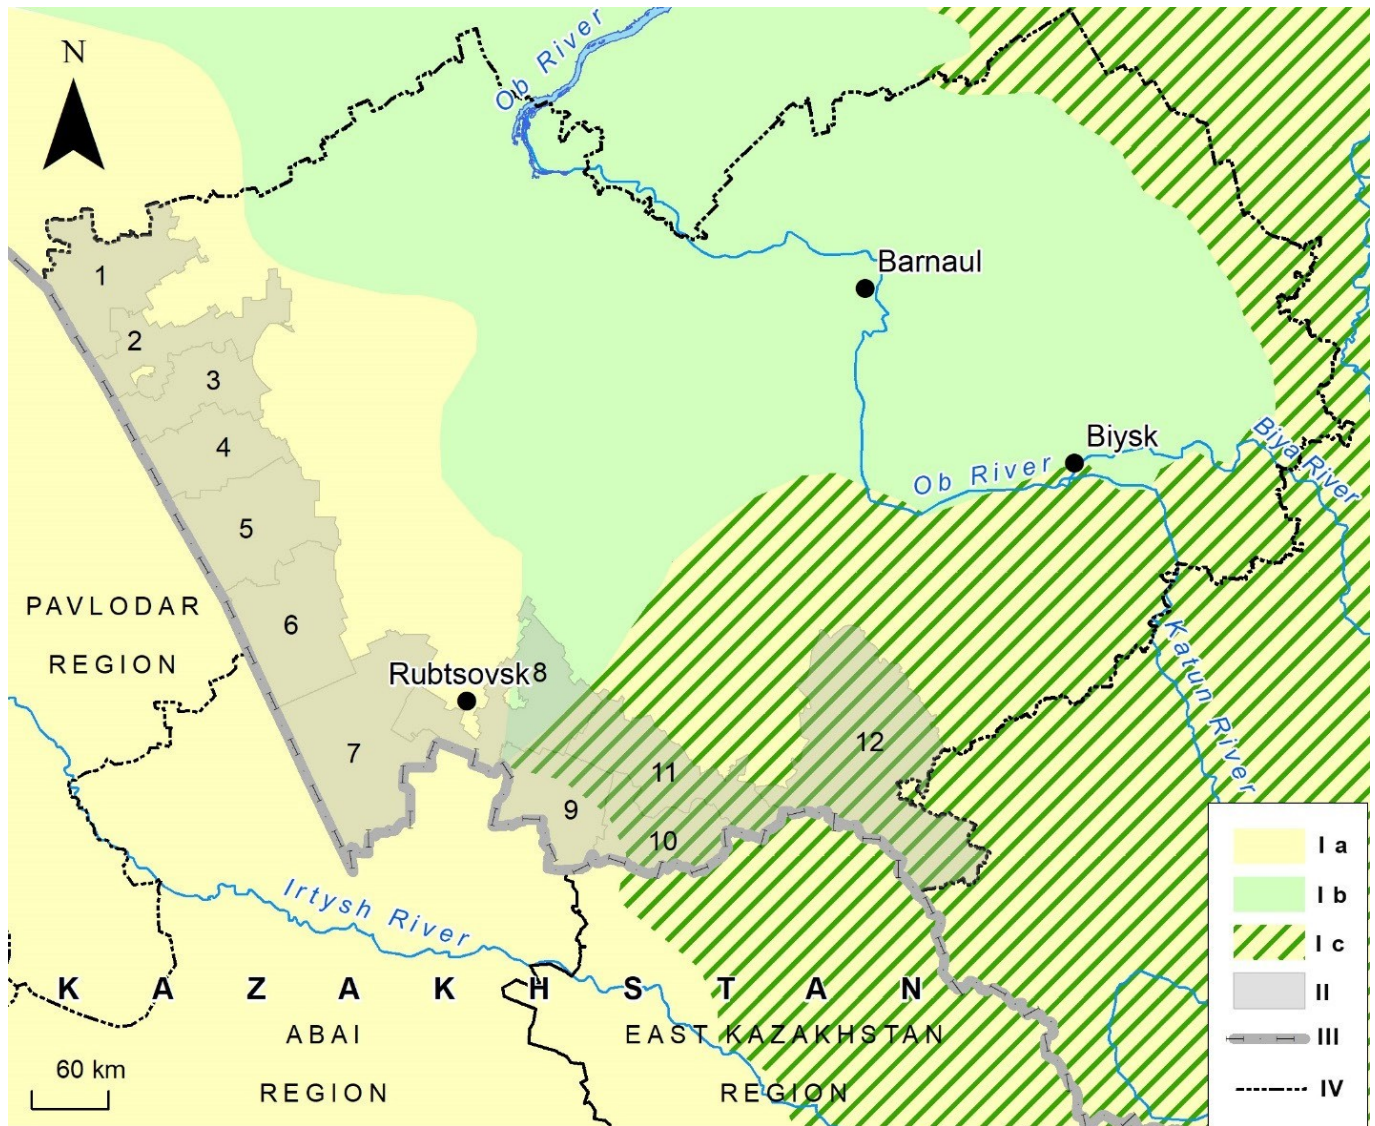 N
Ob River
1
Barnaul
2
3
4
Biysk
Biya River
Ob River
5
PAVLODAR
REGION
6
Katun River
Rubtsovsk
8
7
12
11
9
10
I a
I b
I c
II
III
IV
Irtysh River
KAZAKHSTAN
ABAI
REGION
EAST KAZAKHSTAN
REGION
60 km